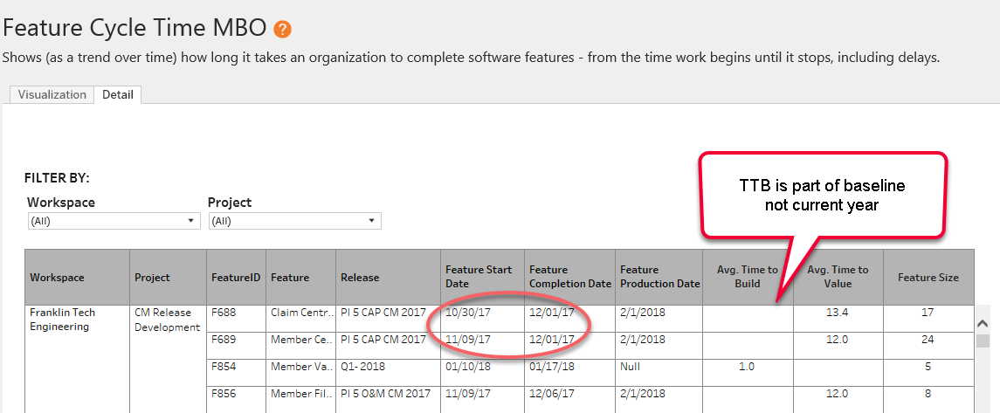 Feature Cycle Time MBO ?
Shows (as a trend over time) how long it takes an organization to complete software features - from the time work begins until it stops, including delays.
Visualization Detail
TTB is part of baseline
not current year
FILTER BY:
Workspace Project
(All) (All)
Workspace Project FeatureID Feature Release Feature Start Date Feature Completion Date Feature Production Date Avg. Time to Build Avg. Time to Value Feature Size
Franklin Tech Engineering CM Release Development F688 Claim Centr.. PI 5 CAP CM 2017 10/30/17 12/01/17 2/1/2018 13.4 17
F689 Member Ce.. PI 5 CAP CM 2017 11/09/17 12/01/17 2/1/2018 12.0 24
F854 Member Va.. Q1- 2018 01/10/18 01/17/18 Null 1.0 5
F856 Member Fil.. PI 5 O&M CM 2017 11/09/17 12/06/17 2/1/2018 12.0 8